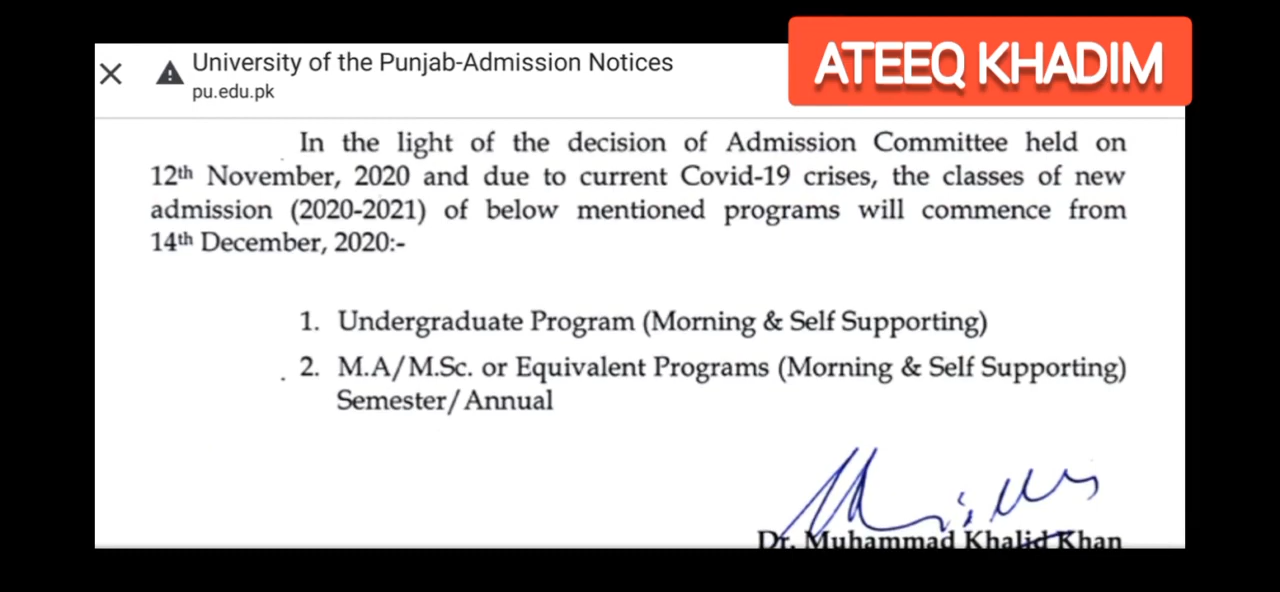 University of the Punjab-Admission Notices
pu.edu.pk
ATEEQ KHADIM
In the light of the decision of Admission Committee held on
12th November, 2020 and due to current Covid-19 crises, the classes of new
admission (2020-2021) of below mentioned programs will commence from
14th December, 2020:-
1. Undergraduate Program (Morning & Self Supporting)
2. M.A/M.Sc. or Equivalent Programs (Morning & Self Supporting)
Semester/Annual
Dr. Muhammad Khalid Khan